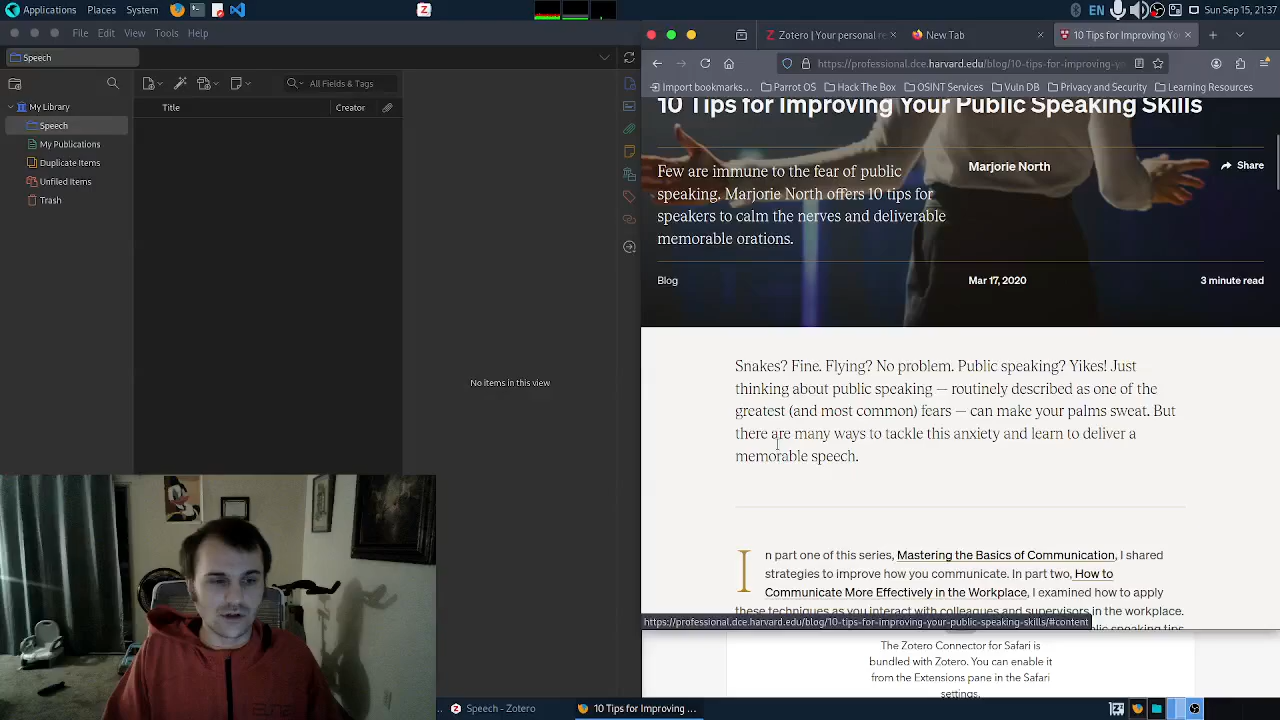 Applications Places System
EN
Sun Sep 15, 21:37
File Edit View Tools Help
Speech
All Fields & Tags
Title Creator
My Library
Speech
My Publications
Duplicate Items
Unfiled Items
Trash
No items in this view
Zotero | Your personal re
New Tab
10 Tips for Improving Yo
https://professional.dce.harvard.edu/blog/10-tips-for-improving-y
Import bookmarks... Parrot OS Hack The Box OSINT Services Vuln DB Privacy and Security Learning Resources
10 Tips for Improving Your Public Speaking Skills
Few are immune to the fear of public
speaking. Marjorie North offers 10 tips for
speakers to calm the nerves and deliverable
memorable orations.
Marjorie North
Share
Blog Mar 17, 2020 3 minute read
Snakes? Fine. Flying? No problem. Public speaking? Yikes! Just
thinking about public speaking — routinely described as one of the
greatest (and most common) fears — can make your palms sweat. But
there are many ways to tackle this anxiety and learn to deliver a
memorable speech.
In part one of this series, Mastering the Basics of Communication, I shared
strategies to improve how you communicate. In part two, How to
Communicate More Effectively in the Workplace, I examined how to apply
these techniques as you interact with colleagues and supervisors in the workplace.
https://professional.dce.harvard.edu/blog/10-tips-for-improving-your-public-speaking-skills/#content
The Zotero Connector for Safari is
bundled with Zotero. You can enable it
from the Extensions pane in the Safari
settings.
Speech - Zotero
10 Tips for Improving ...